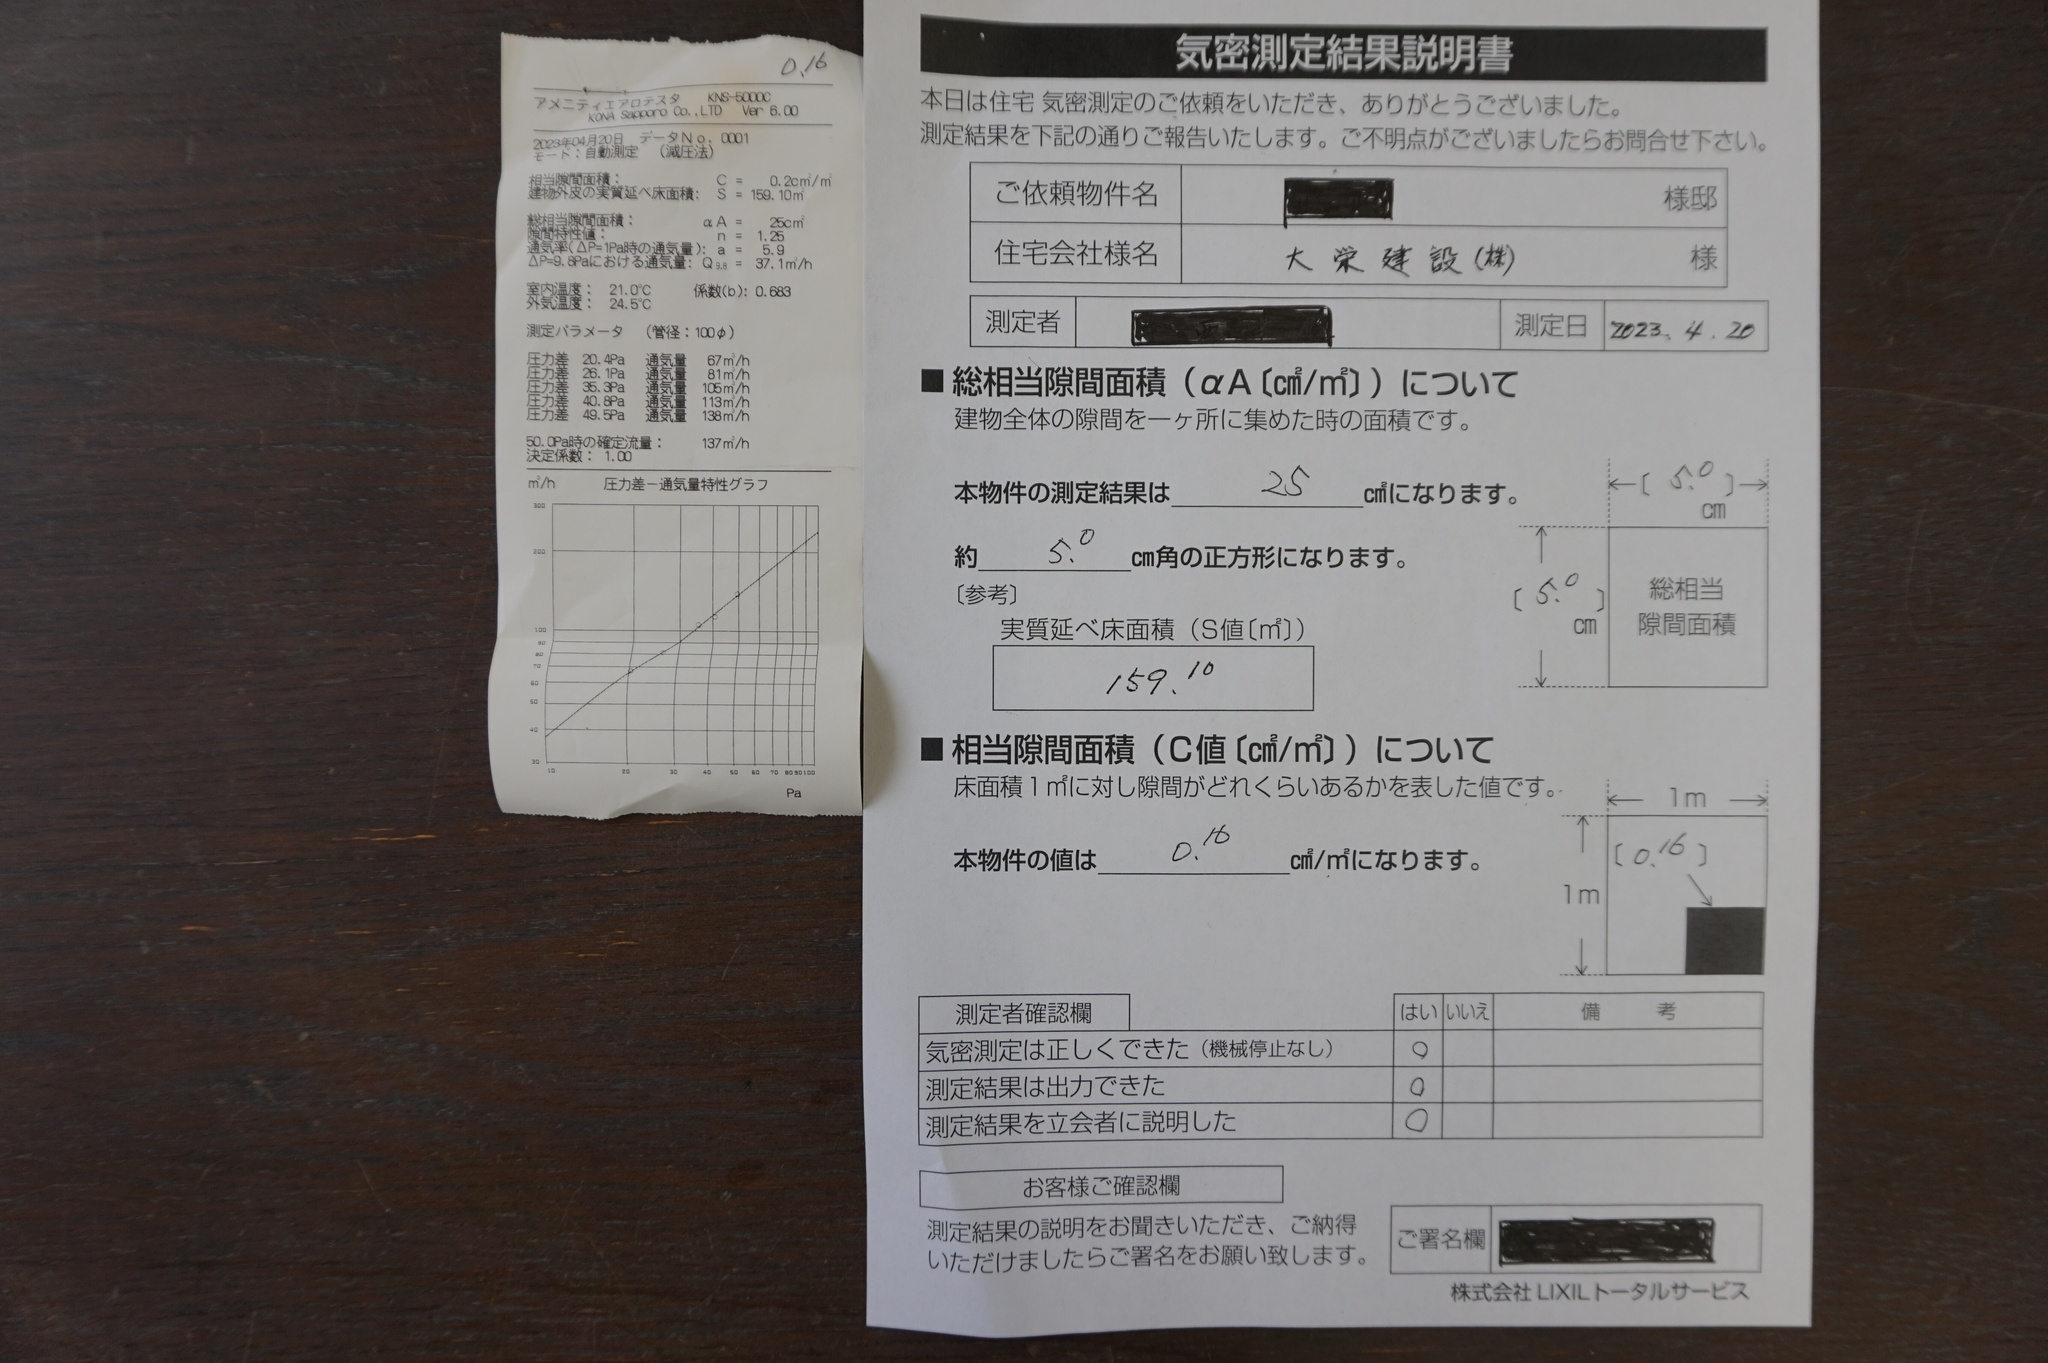 0.16
アメニティエアロテスタ KNS-5000C
KONA Sapporo Co.,LTD Ver 6.00
2023年04月20日 データNo. 0001
モード：自動測定 （減圧法）
相当隙間面積： C = 0.2c㎡/㎡
建物外皮の実質延べ床面積： S = 159.10㎡
総相当隙間面積： αA = 25c㎡
隙間特性値： n = 1.25
通気率(ΔP=1Pa時の通気量)： a = 5.9
ΔP=9.8Paにおける通気量： Q9.8 = 37.1㎥/h
室内温度： 21.0℃ 係数(b)：0.683
外気温度： 24.5℃
測定パラメータ （管径：100φ）
圧力差 20.4Pa 通気量 67㎥/h
圧力差 26.1Pa 通気量 81㎥/h
圧力差 35.3Pa 通気量 105㎥/h
圧力差 40.8Pa 通気量 113㎥/h
圧力差 49.5Pa 通気量 138㎥/h
50.0Pa時の確定流量： 137㎥/h
決定係数： 1.00
㎥/h 圧力差－通気量特性グラフ
300
200
100
90
80
70
60
50
40
30
10 20 30 40 50 60 70 80 90 100
Pa
気密測定結果説明書
本日は住宅 気密測定のご依頼をいただき、ありがとうございました。
測定結果を下記の通りご報告いたします。ご不明点がございましたらお問合せ下さい。
ご依頼物件名 様邸
住宅会社様名 大栄建設(株) 様
測定者 測定日 2023.4.20
■ 総相当隙間面積（αA〔c㎡/㎡〕）について
建物全体の隙間を一ヶ所に集めた時の面積です。
本物件の測定結果は 25 c㎡になります。
約 5.0 cm角の正方形になります。
〔参考〕
実質延べ床面積（S値〔㎡〕）
159.10
〔 5.0 〕
cm
〔 5.0 〕
cm
総相当
隙間面積
■ 相当隙間面積（C値〔c㎡/㎡〕）について
床面積1㎡に対し隙間がどれくらいあるかを表した値です。
本物件の値は 0.16 c㎡/㎡になります。
1m
〔 0.16 〕
1m
測定者確認欄 はい いいえ 備考
気密測定は正しくできた（機械停止なし） ○
測定結果は出力できた ○
測定結果を立会者に説明した ○
お客様ご確認欄
測定結果の説明をお聞きいただき、ご納得
いただけましたらご署名をお願い致します。
ご署名欄
株式会社 LIXILトータルサービス